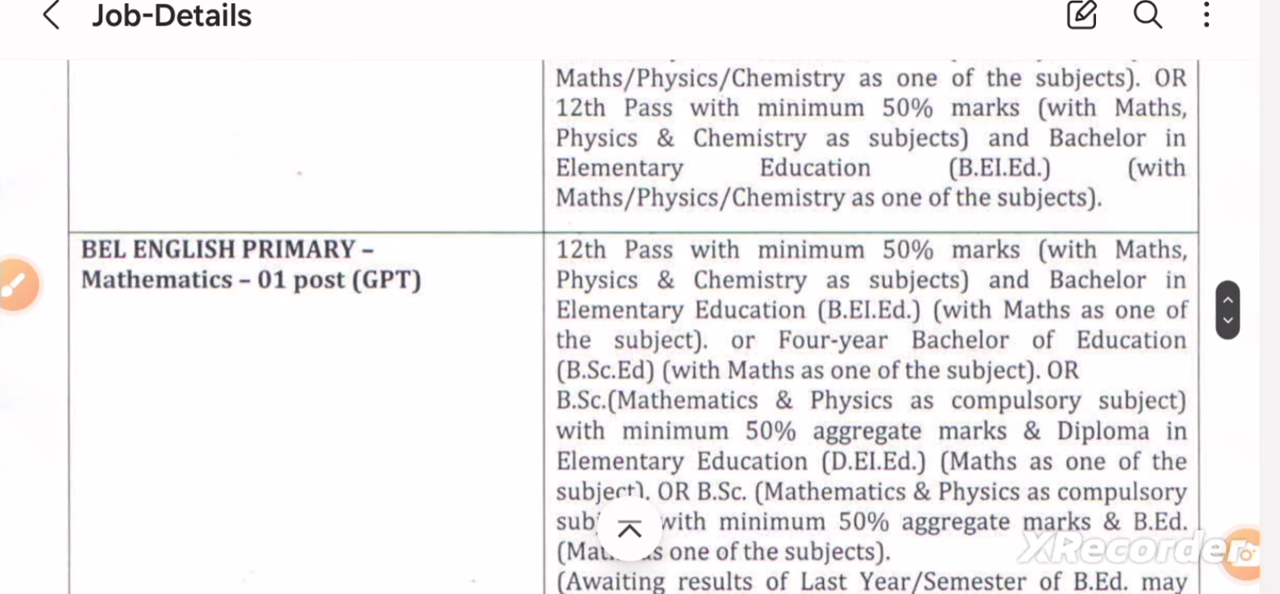 Job-Details
Maths/Physics/Chemistry as one of the subjects). OR
12th Pass with minimum 50% marks (with Maths,
Physics & Chemistry as subjects) and Bachelor in
Elementary Education (B.EI.Ed.) (with
Maths/Physics/Chemistry as one of the subjects).
BEL ENGLISH PRIMARY –
Mathematics – 01 post (GPT)
12th Pass with minimum 50% marks (with Maths,
Physics & Chemistry as subjects) and Bachelor in
Elementary Education (B.EI.Ed.) (with Maths as one of
the subject). or Four-year Bachelor of Education
(B.Sc.Ed) (with Maths as one of the subject). OR
B.Sc.(Mathematics & Physics as compulsory subject)
with minimum 50% aggregate marks & Diploma in
Elementary Education (D.EI.Ed.) (Maths as one of the
subject). OR B.Sc. (Mathematics & Physics as compulsory
with minimum 50% aggregate marks & B.Ed.
one of the subjects).
(Awaiting results of Last Year/Semester of B.Ed. may
XRecorder